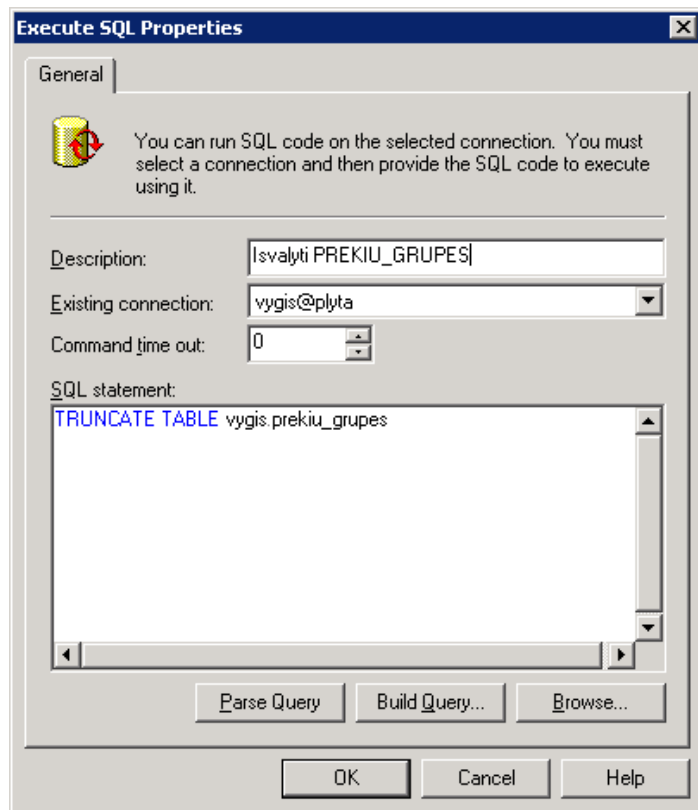 Execute SQL Properties
General
You can run SQL code on the selected connection. You must
select a connection and then provide the SQL code to execute
using it.
Description: Isvalyti PREKIU_GRUPES
Existing connection: vygis@plyta
Command time out: 0
SQL statement:
TRUNCATE TABLE vygis.prekiu_grupes
Parse Query Build Query... Browse...
OK Cancel Help